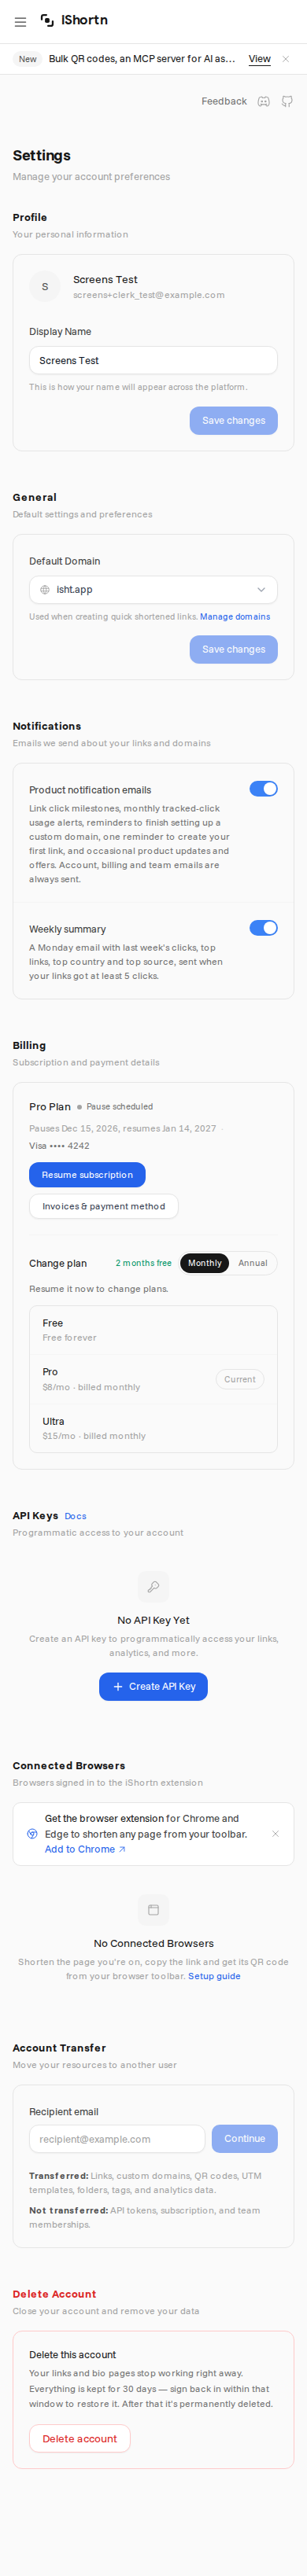 IShortn
New Bulk QR codes, an MCP server for AI as... View
Feedback
Settings
Manage your account preferences
Profile
Your personal information
S
Screens Test
screens+clerk_test@example.com
Display Name
Screens Test
This is how your name will appear across the platform.
Save changes
General
Default settings and preferences
Default Domain
isht.app
Used when creating quick shortened links. Manage domains
Save changes
Notifications
Emails we send about your links and domains
Product notification emails
Link click milestones, monthly tracked-click
usage alerts, reminders to finish setting up a
custom domain, one reminder to create your
first link, and occasional product updates and
offers. Account, billing and team emails are
always sent.
Weekly summary
A Monday email with last week's clicks, top
links, top country and top source, sent when
your links got at least 5 clicks.
Billing
Subscription and payment details
Pro Plan Pause scheduled
Pauses Dec 15, 2026, resumes Jan 14, 2027 ·
Visa •••• 4242
Resume subscription
Invoices & payment method
Change plan 2 months free Monthly Annual
Resume it now to change plans.
Free
Free forever
Pro
$8/mo · billed monthly
Current
Ultra
$15/mo · billed monthly
API Keys Docs
Programmatic access to your account
No API Key Yet
Create an API key to programmatically access your links,
analytics, and more.
Create API Key
Connected Browsers
Browsers signed in to the iShortn extension
Get the browser extension for Chrome and
Edge to shorten any page from your toolbar.
Add to Chrome
No Connected Browsers
Shorten the page you're on, copy the link and get its QR code
from your browser toolbar. Setup guide
Account Transfer
Move your resources to another user
Recipient email
recipient@example.com
Continue
Transferred: Links, custom domains, QR codes, UTM
templates, folders, tags, and analytics data.
Not transferred: API tokens, subscription, and team
memberships.
Delete Account
Close your account and remove your data
Delete this account
Your links and bio pages stop working right away.
Everything is kept for 30 days — sign back in within that
window to restore it. After that it's permanently deleted.
Delete account